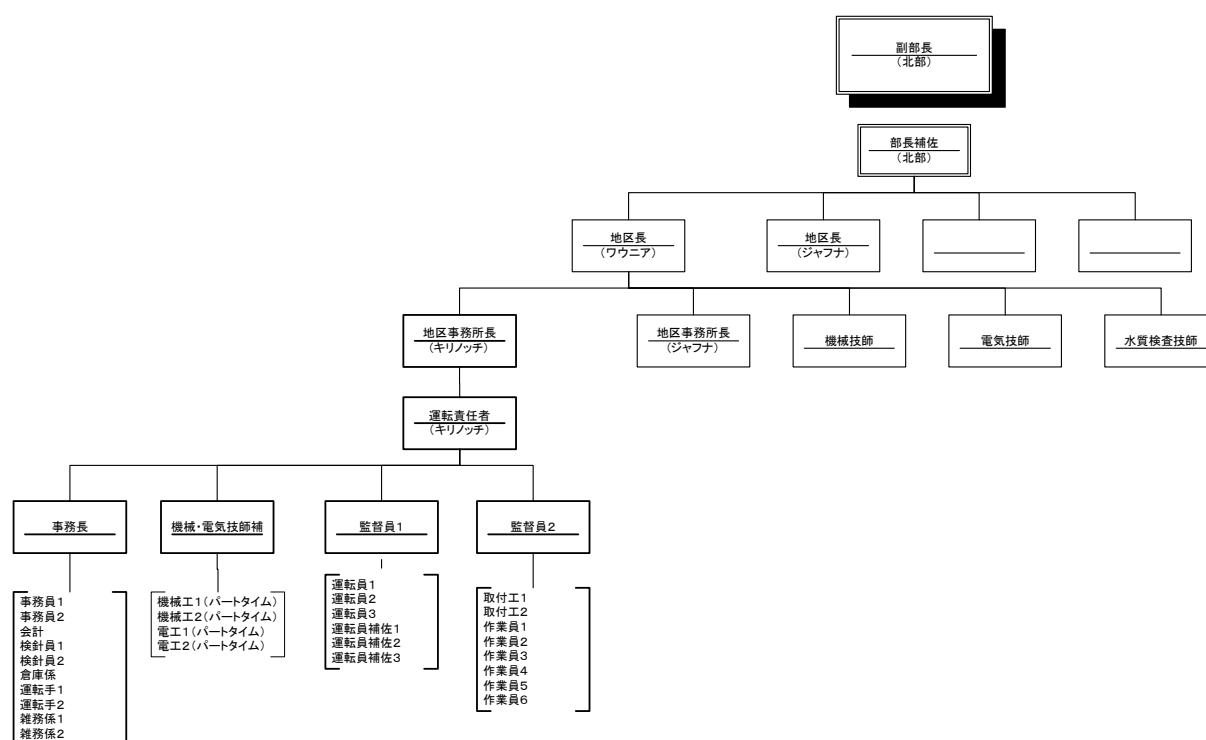 副部長
(北部)
部長補佐
(北部)
地区長
(ワウニア)
地区長
(ジャフナ)
地区事務所長
(キリノッチ)
地区事務所長
(ジャフナ)
機械技師
電気技師
水質検査技師
運転責任者
(キリノッチ)
事務長
機械・電気技師補
監督員1
監督員2
事務員1
事務員2
会計
検針員1
検針員2
倉庫係
運転手1
運転手2
雑務係1
雑務係2
機械工1(パートタイム)
機械工2(パートタイム)
電工1(パートタイム)
電工2(パートタイム)
運転員1
運転員2
運転員3
運転員補佐1
運転員補佐2
運転員補佐3
取付工1
取付工2
作業員1
作業員2
作業員3
作業員4
作業員5
作業員6